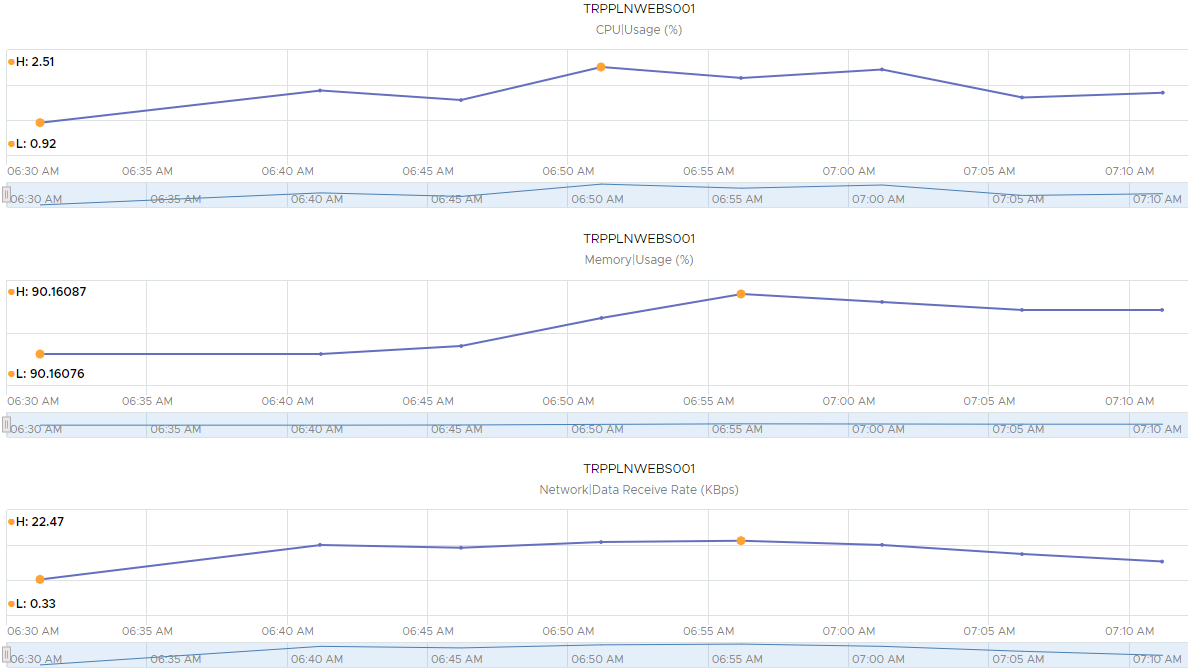 TRPPLNWEBS001
CPU|Usage (%)
H: 2.51
L: 0.92
06:30 AM 06:35 AM 06:40 AM 06:45 AM 06:50 AM 06:55 AM 07:00 AM 07:05 AM 07:10 AM
06:30 AM 06:35 AM 06:40 AM 06:45 AM 06:50 AM 06:55 AM 07:00 AM 07:05 AM 07:10 AM
TRPPLNWEBS001
Memory|Usage (%)
H: 90.16087
L: 90.16076
06:30 AM 06:35 AM 06:40 AM 06:45 AM 06:50 AM 06:55 AM 07:00 AM 07:05 AM 07:10 AM
06:30 AM 06:35 AM 06:40 AM 06:45 AM 06:50 AM 06:55 AM 07:00 AM 07:05 AM 07:10 AM
TRPPLNWEBS001
Network|Data Receive Rate (KBps)
H: 22.47
L: 0.33
06:30 AM 06:35 AM 06:40 AM 06:45 AM 06:50 AM 06:55 AM 07:00 AM 07:05 AM 07:10 AM
06:30 AM 06:35 AM 06:40 AM 06:45 AM 06:50 AM 06:55 AM 07:00 AM 07:05 AM 07:10 AM